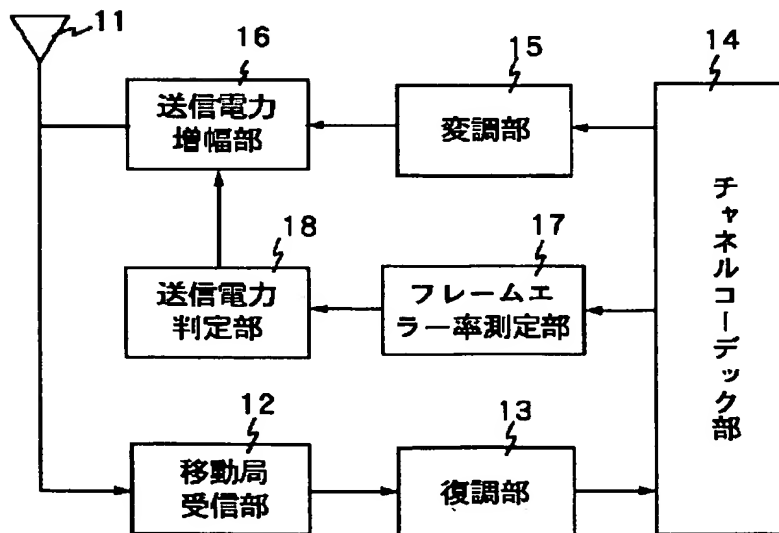 11
16
送信電力
増幅部
15
変調部
14
チャネルコーデック部
18
送信電力
判定部
17
フレームエ
ラー率測定部
12
移動局
受信部
13
復調部